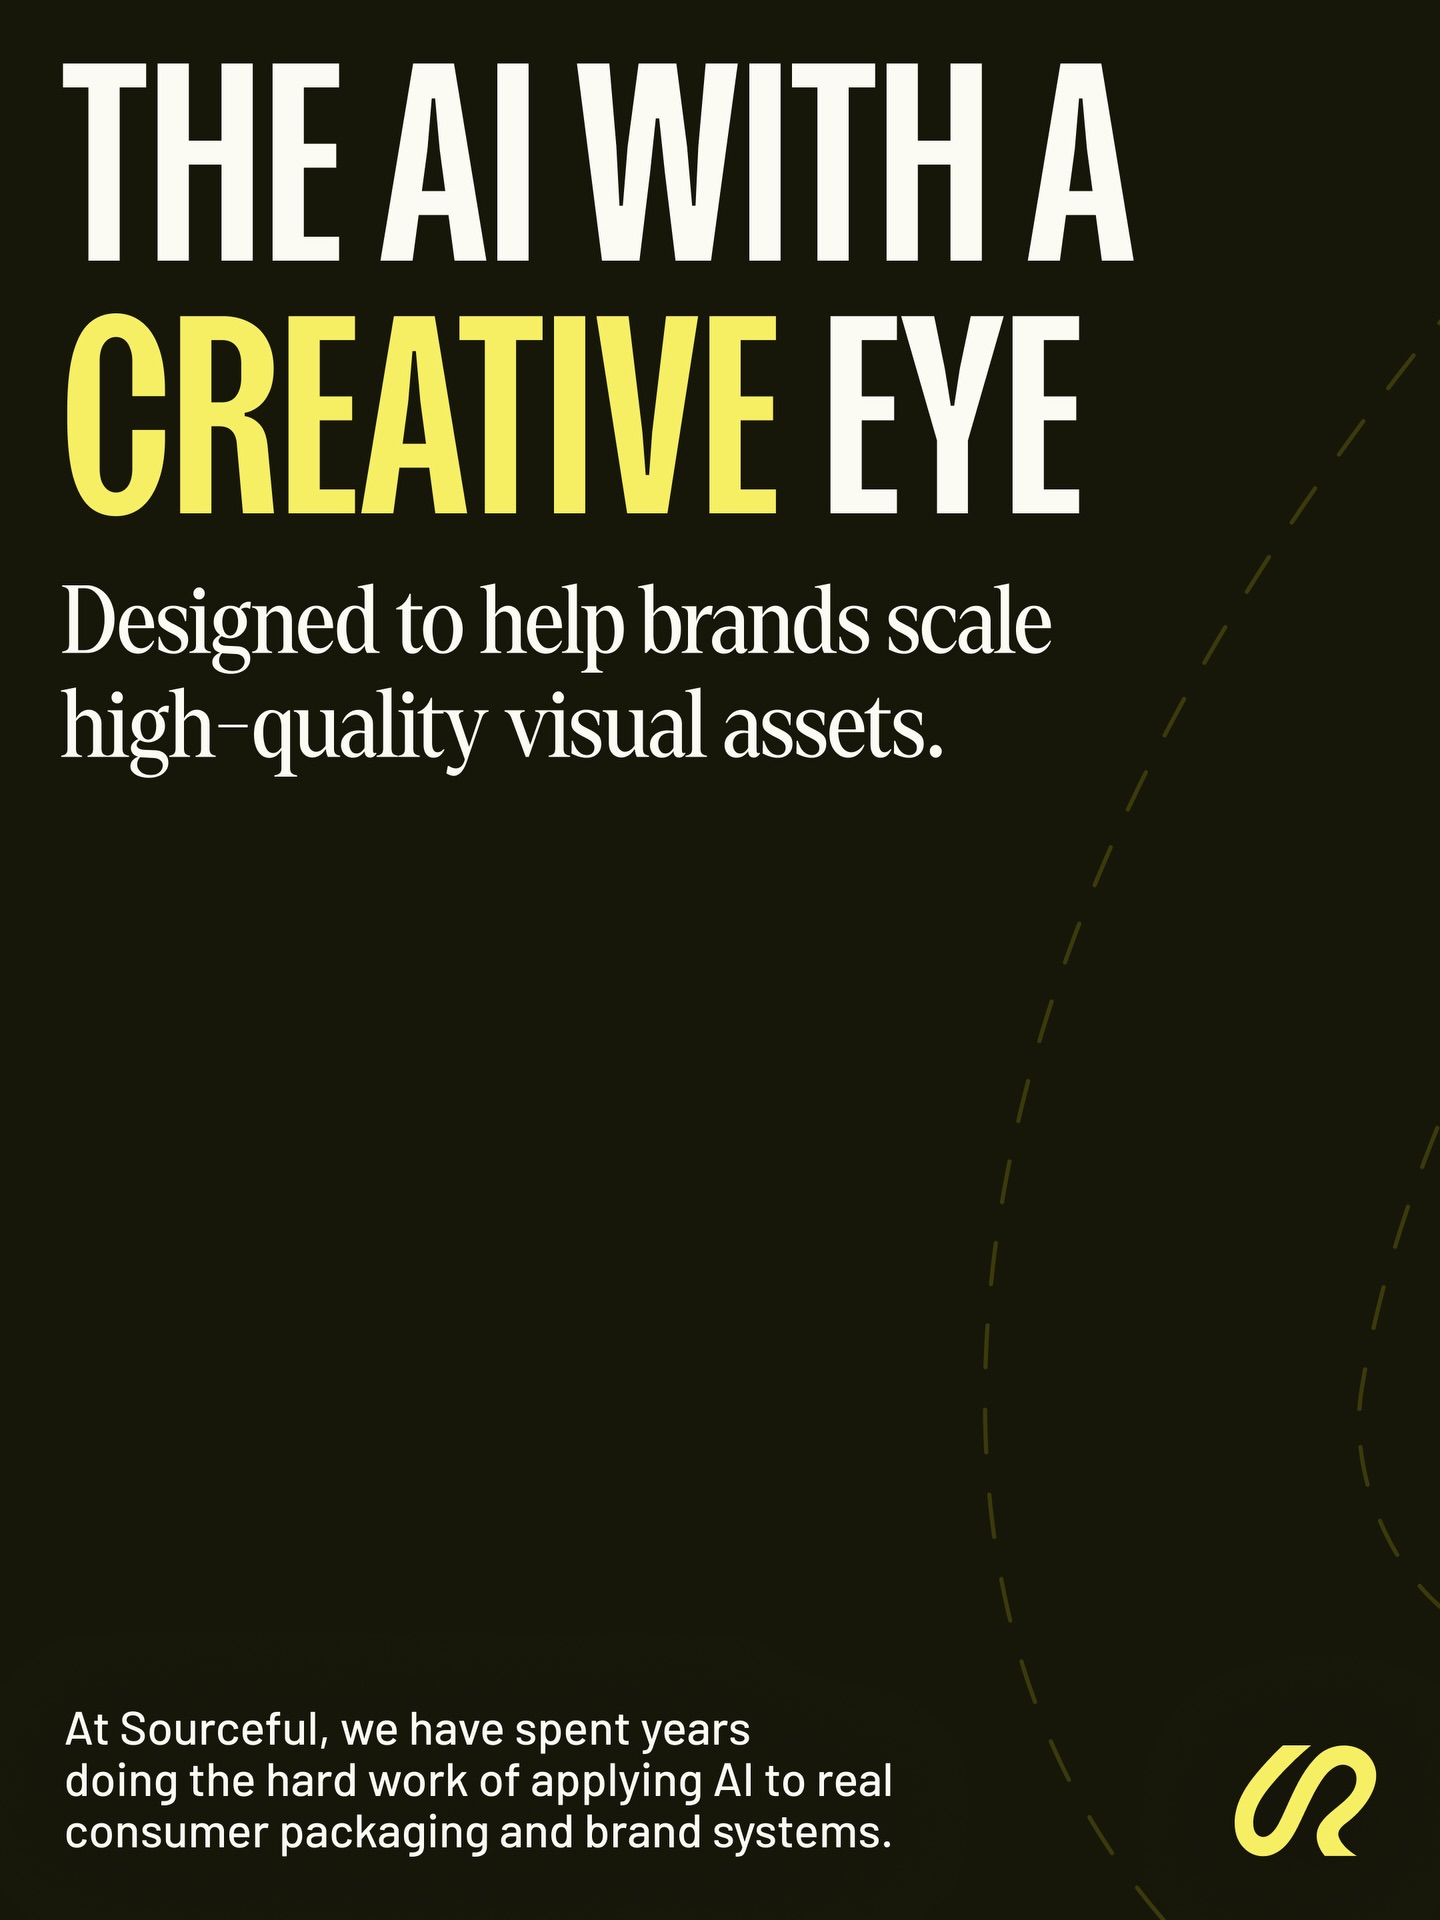 THE AI WITH A
CREATIVE EYE
Designed to help brands scale
high-quality visual assets.
At Sourceful, we have spent years
doing the hard work of applying AI to real
consumer packaging and brand systems.